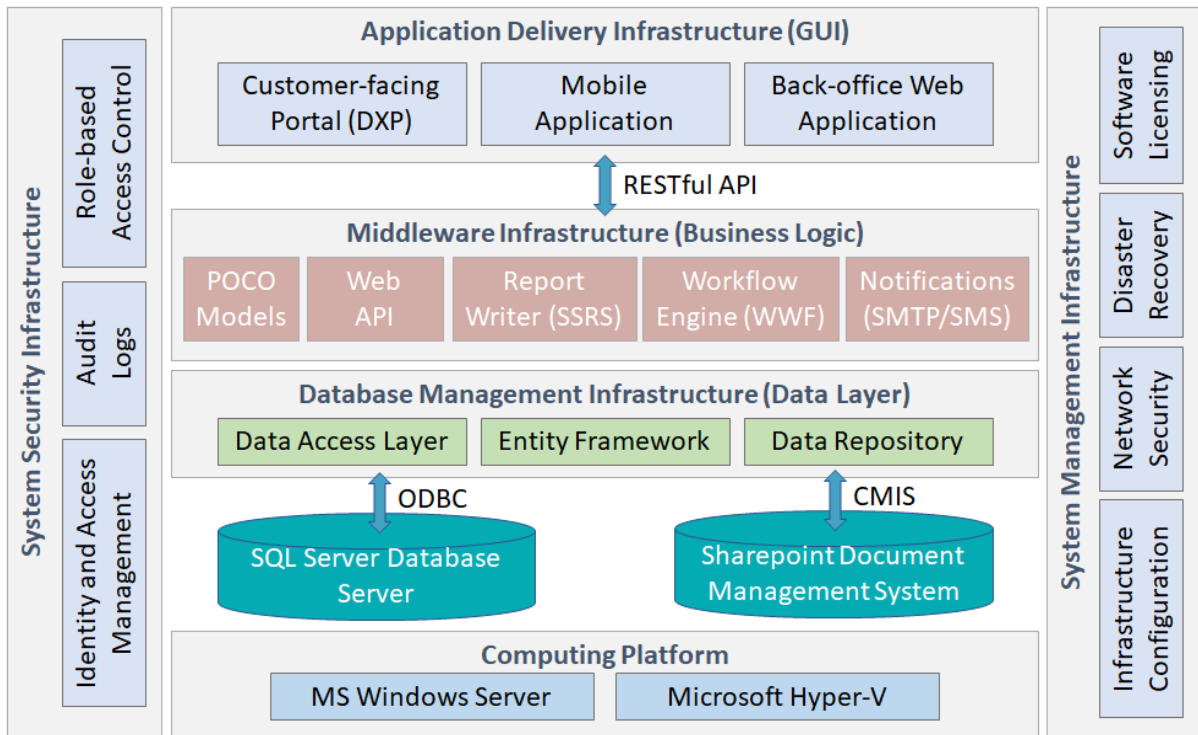 System Security Infrastructure
Role-based
Access Control
Audit
Logs
Identity and Access
Management
Application Delivery Infrastructure (GUI)
Customer-facing
Portal (DXP)
Mobile
Application
Back-office Web
Application
RESTful API
Middleware Infrastructure (Business Logic)
POCO
Models
Web
API
Report
Writer (SSRS)
Workflow
Engine (WWF)
Notifications
(SMTP/SMS)
Database Management Infrastructure (Data Layer)
Data Access Layer
Entity Framework
Data Repository
ODBC
CMIS
SQL Server Database
Server
Sharepoint Document
Management System
Computing Platform
MS Windows Server
Microsoft Hyper-V
System Management Infrastructure
Software
Licensing
Disaster
Recovery
Network
Security
Infrastructure
Configuration